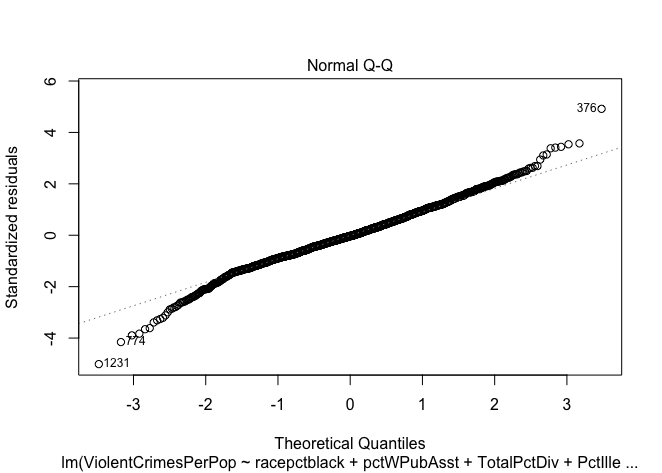 Normal Q-Q
Standardized residuals
6
4
2
0
-2
-4
376
774
1231
-3 -2 -1 0 1 2 3
Theoretical Quantiles
lm(ViolentCrimesPerPop ~ racepctblack + pctWPubAsst + TotalPctDiv + PctIlle ...